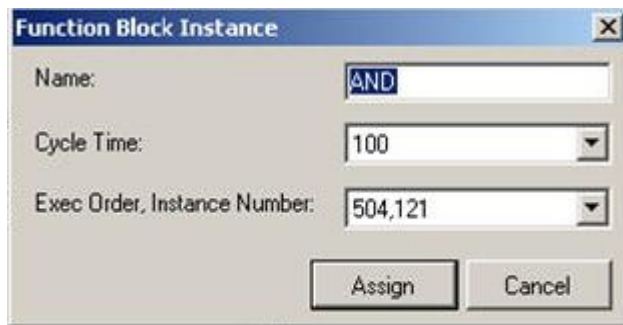 Function Block Instance
Name: AND
Cycle Time: 100
Exec Order, Instance Number: 504,121
Assign Cancel